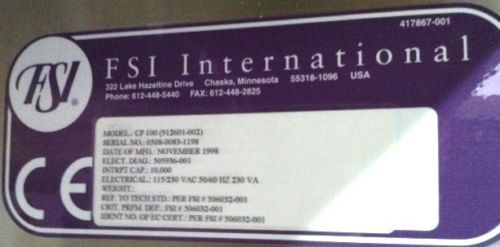 417867-001
FSI
FSI International
322 Lake Hazeltine Drive Chaska, Minnesota 55318-1096 USA
Phone: 612-448-5440 FAX: 612-448-2825
MODEL: CP 100 (912601-002)
SERIAL NO.: 0508-0083-1198
DATE OF MFG.: NOVEMBER 1998
ELECT. DIAG.: 505936-001
INTRPT CAP.: 10,000
ELECTRICAL: 115/230 VAC 50/60 HZ 230 VA
WEIGHT:
REF. TO TECH.STD.: PER FSI # 506032-001
CRIT. PRFM. DEF.: FSI # 506032-001
IDENT NO. OF EC CERT.: PER FSI # 506032-001
CE